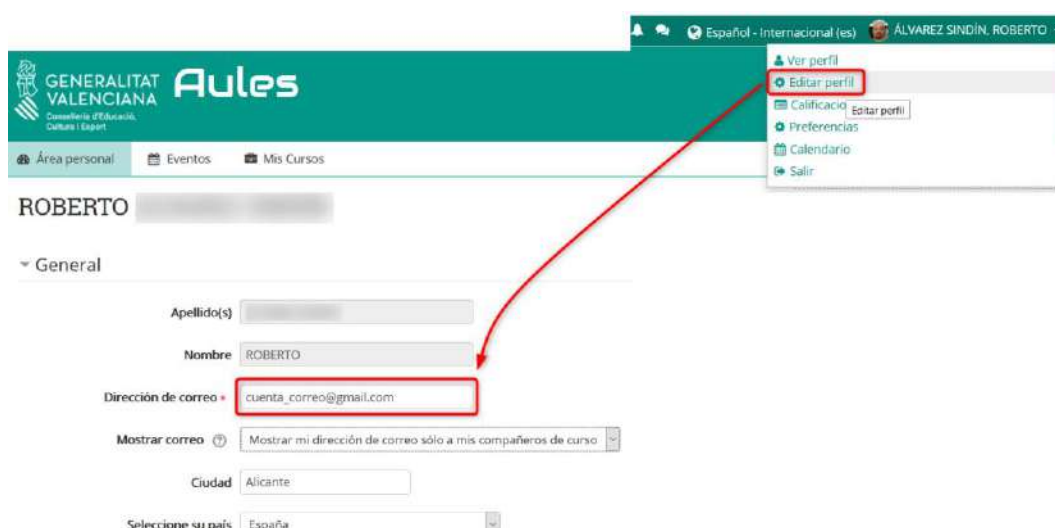 Español - Internacional (es) ÁLVAREZ SINDÍN, ROBERTO
Ver perfil
Editar perfil
Calificacio
Editar perfil
Preferencias
Calendario
Salir
GENERALITAT
VALENCIANA
Conselleria d'Educació,
Cultura i Esport
Aules
Área personal Eventos Mis Cursos
ROBERTO
General
Apellido(s)
Nombre ROBERTO
Dirección de correo cuenta_correo@gmail.com
Mostrar correo Mostrar mi dirección de correo sólo a mis compañeros de curso
Ciudad Alicante
Seleccione su país España